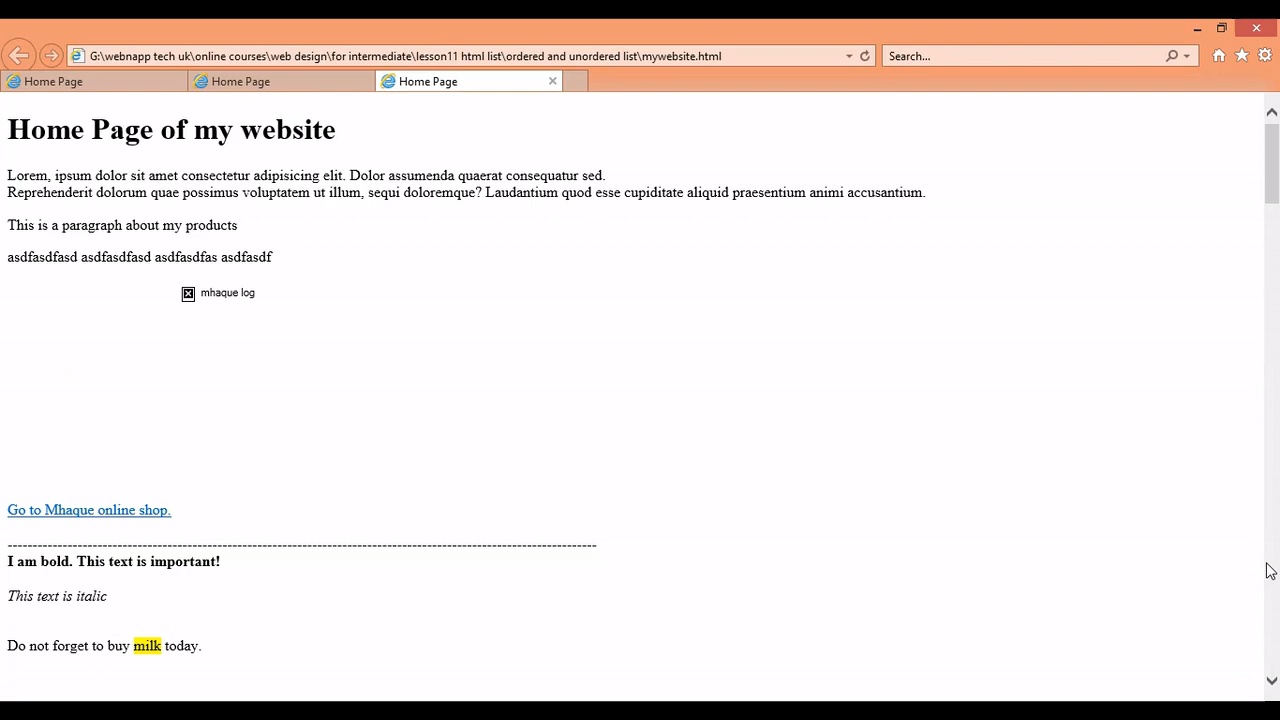 G:\webnapp tech uk\online courses\web design\for intermediate\lesson11 html list\ordered and unordered list\mywebsite.html
Search...
Home Page
Home Page
Home Page
Home Page of my website
Lorem, ipsum dolor sit amet consectetur adipisicing elit. Dolor assumenda quaerat consequatur sed.
Reprehenderit dolorum quae possimus voluptatem ut illum, sequi doloremque? Laudantium quod esse cupiditate aliquid praesentium animi accusantium.
This is a paragraph about my products
asdfasdfasd asdfasdfasd asdfasdfas asdfasdf
mhaque log
Go to Mhaque online shop.
---------------------------------------------------------------------------------------------------------------------
I am bold. This text is important!
This text is italic
Do not forget to buy milk today.